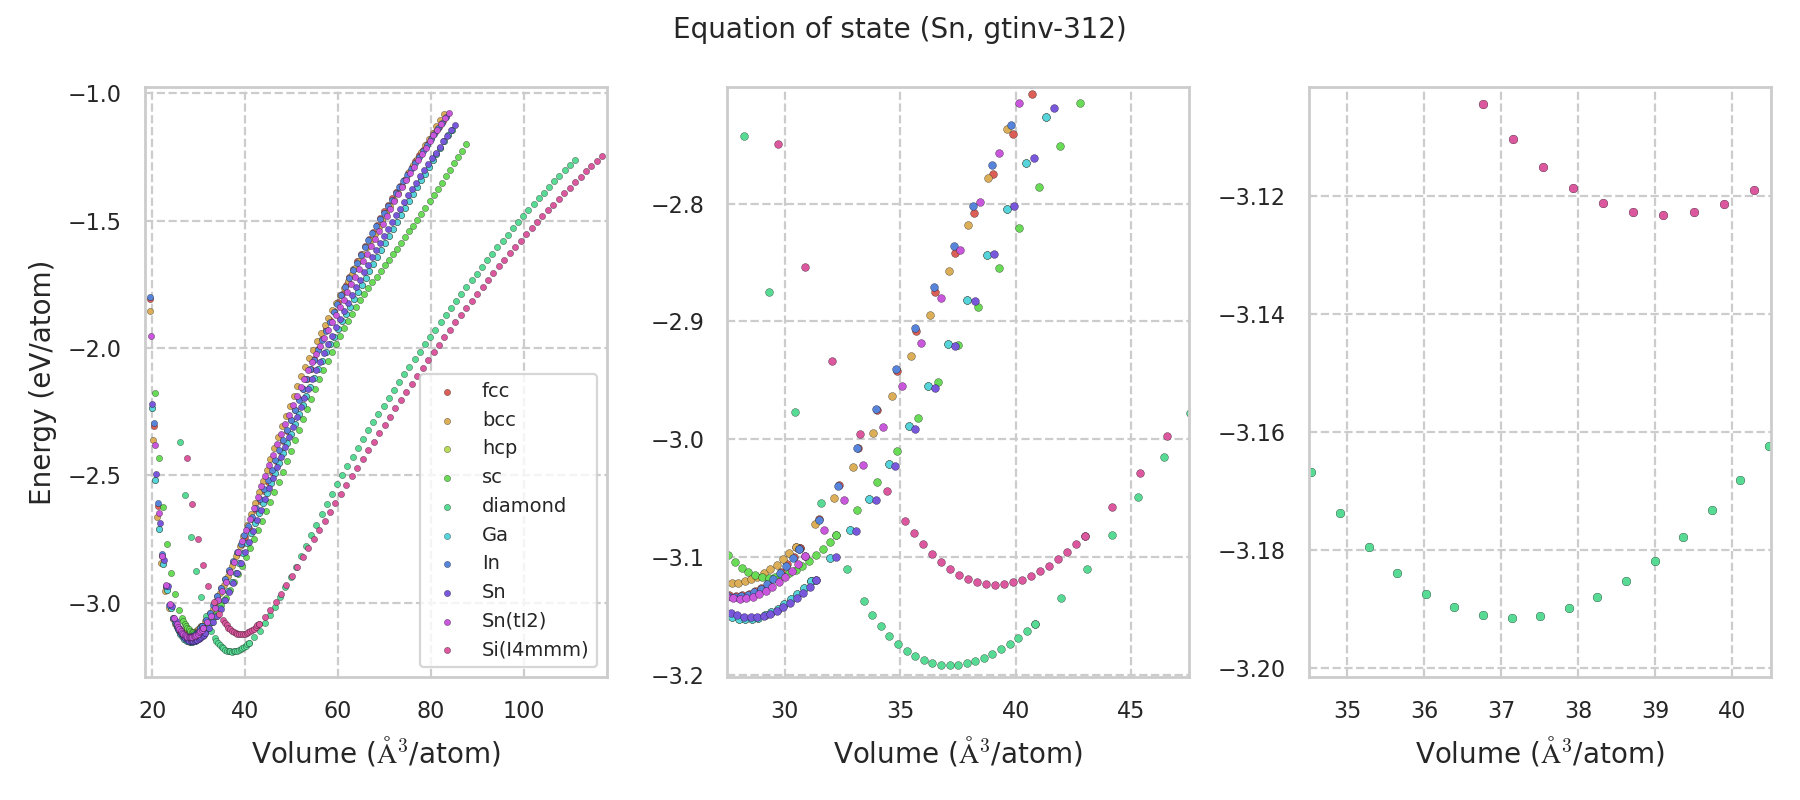 Equation of state (Sn, gtinv-312)
Energy (eV/atom)
−1.0
−1.5
−2.0
−2.5
−3.0
20 40 60 80 100
Volume (Å³/atom)
fcc
bcc
hcp
sc
diamond
Ga
In
Sn
Sn(tI2)
Si(I4mmm)
−2.8
−2.9
−3.0
−3.1
−3.2
30 35 40 45
Volume (Å³/atom)
−3.12
−3.14
−3.16
−3.18
−3.20
35 36 37 38 39 40
Volume (Å³/atom)